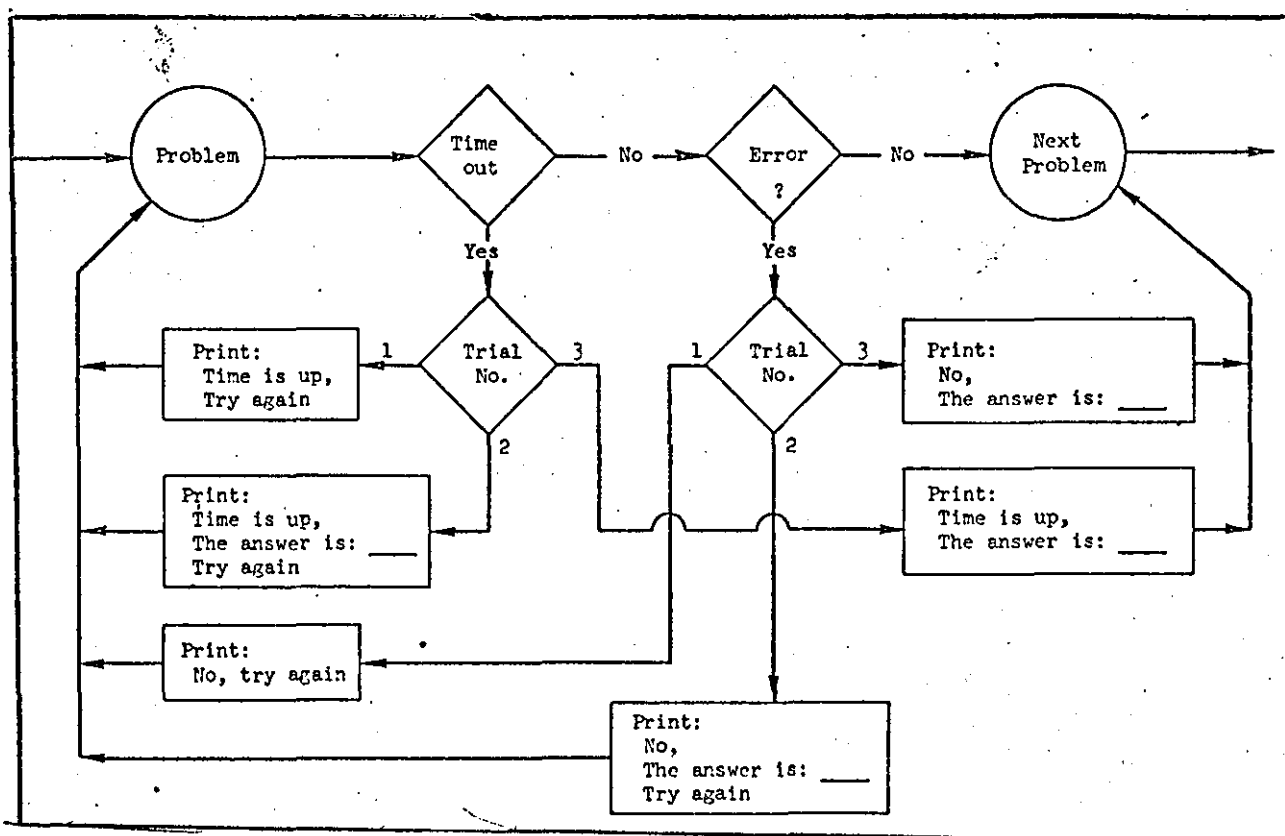 Problem
Time
out
No
Error
?
No
Next
Problem
Yes
Yes
Print:
Time is up,
Try again
1
Trial
No.
3
1
Trial
No.
3
Print:
No,
The answer is: ____
2
2
Print:
Time is up,
The answer is: ____
Try again
Print:
Time is up,
The answer is: ____
Print:
No, try again
Print:
No,
The answer is: ____
Try again